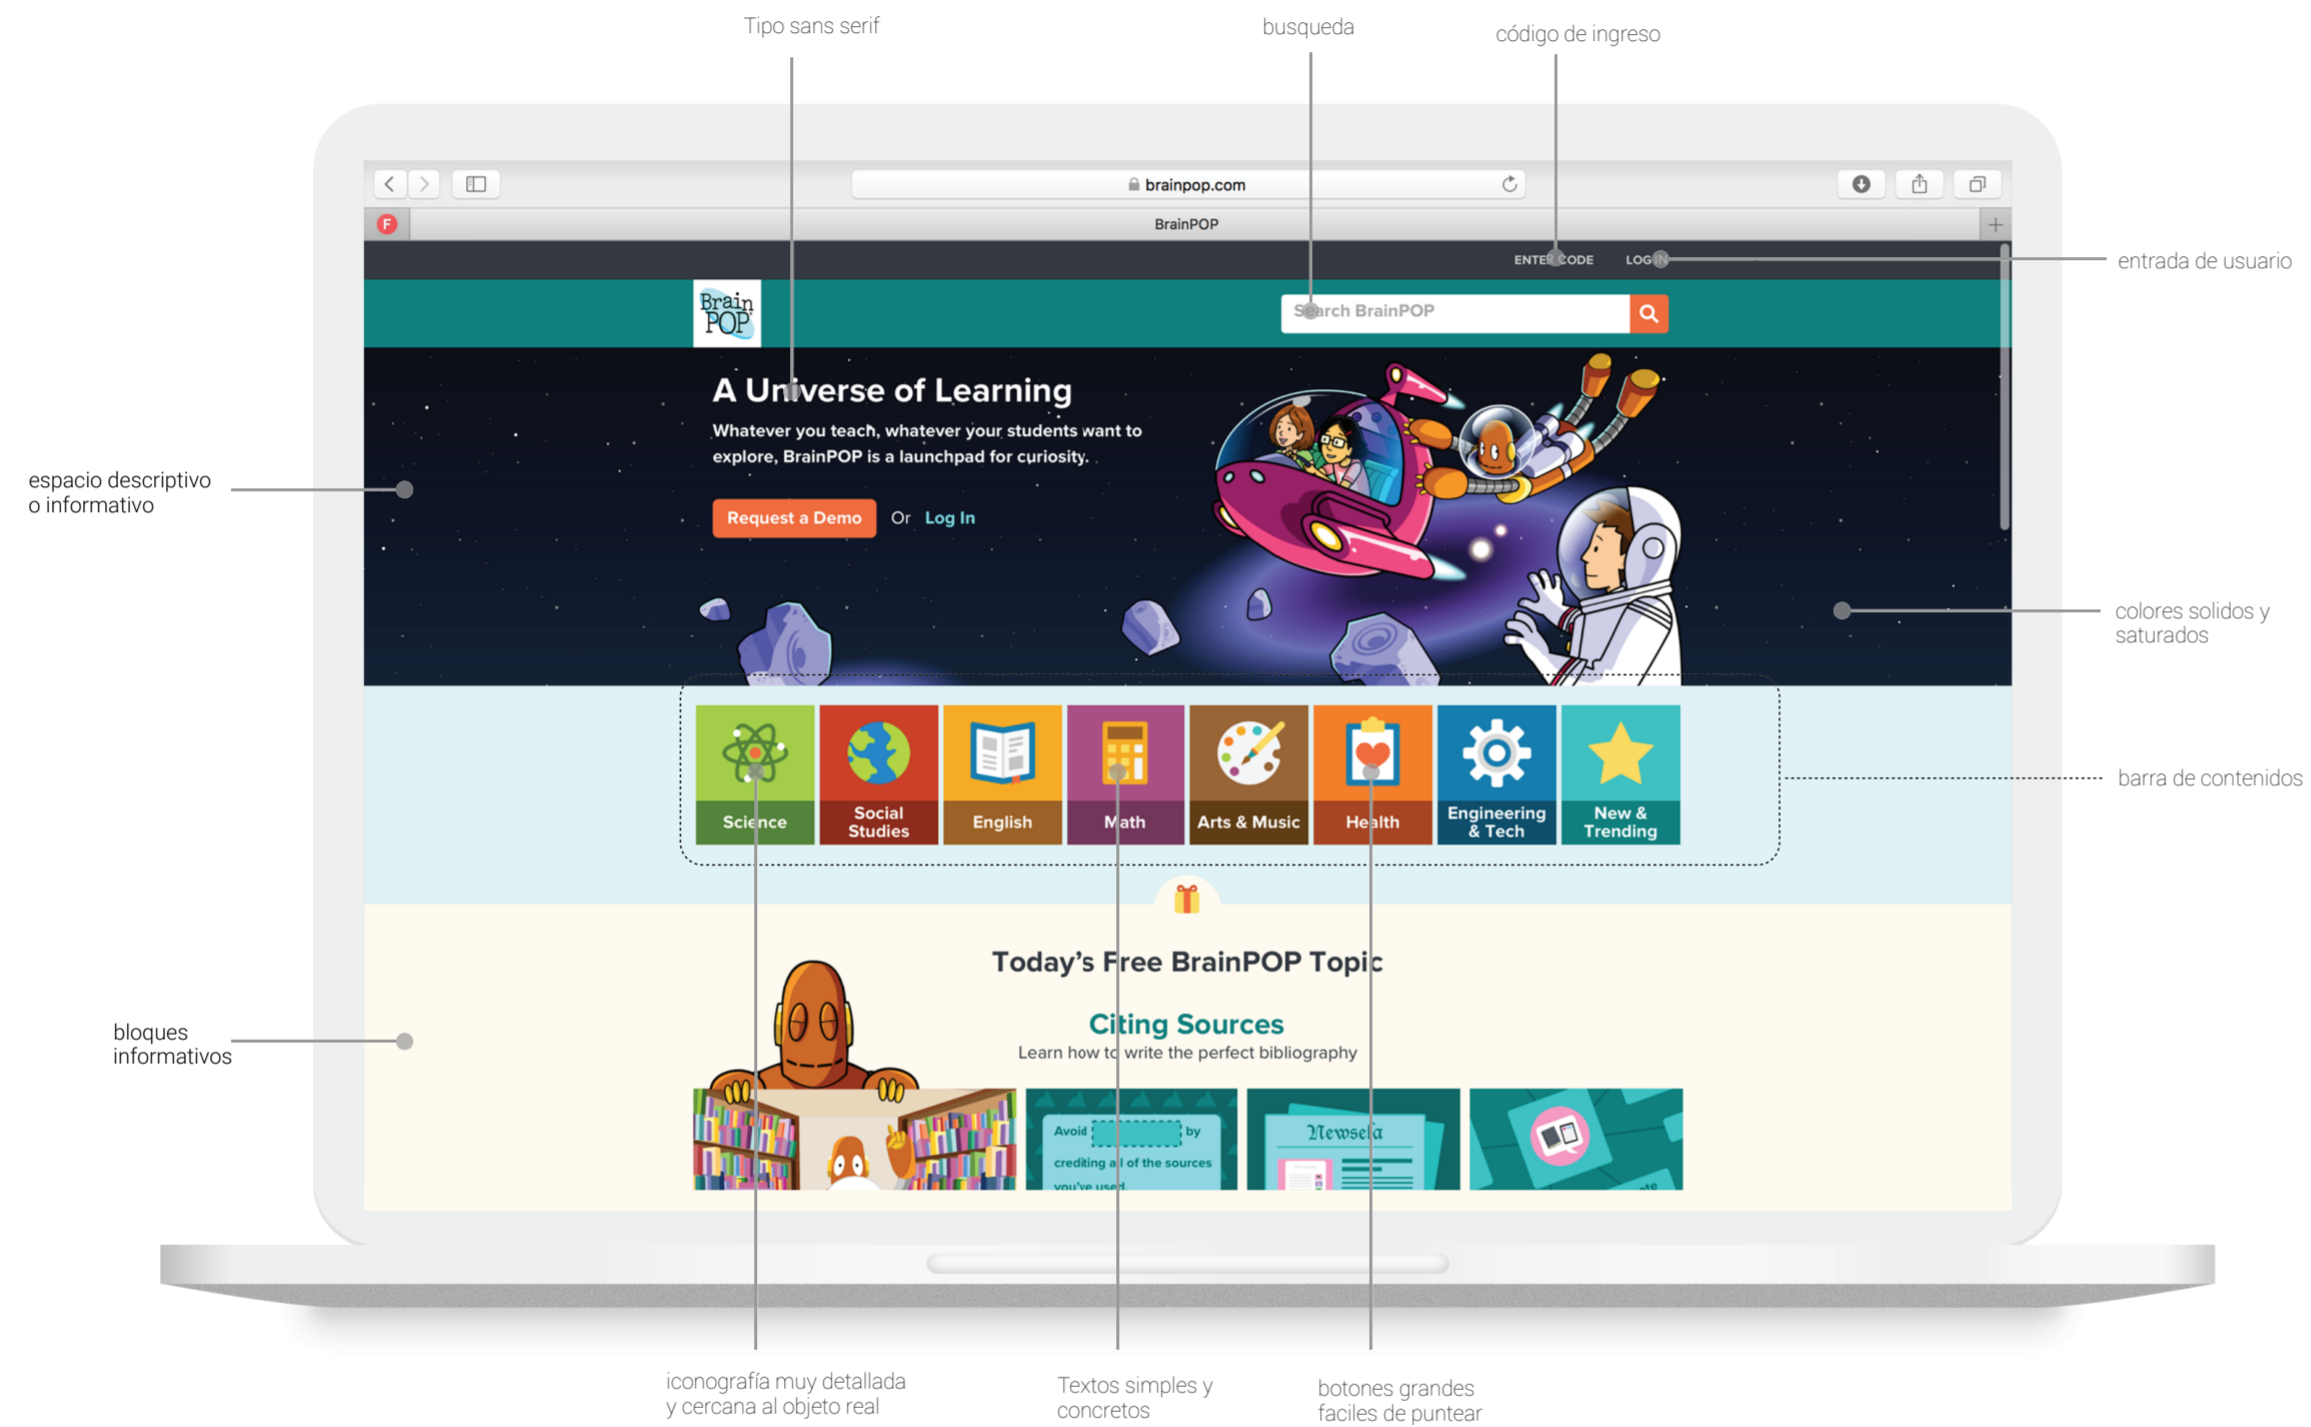 Tipo sans serif
busqueda
código de ingreso
brainpop.com
F
BrainPOP
ENTER CODE
LOG IN
entrada de usuario
Brain
POP
Search BrainPOP
A Universe of Learning
Whatever you teach, whatever your students want to
explore, BrainPOP is a launchpad for curiosity.
espacio descriptivo
o informativo
Request a Demo Or Log In
colores solidos y
saturados
barra de contenidos
Science
Social
Studies
English
Math
Arts & Music
Health
Engineering
& Tech
New &
Trending
Today's Free BrainPOP Topic
Citing Sources
Learn how to write the perfect bibliography
bloques
informativos
Avoid by
crediting all of the sources
you've used.
Newsela
iconografía muy detallada
y cercana al objeto real
Textos simples y
concretos
botones grandes
faciles de puntear